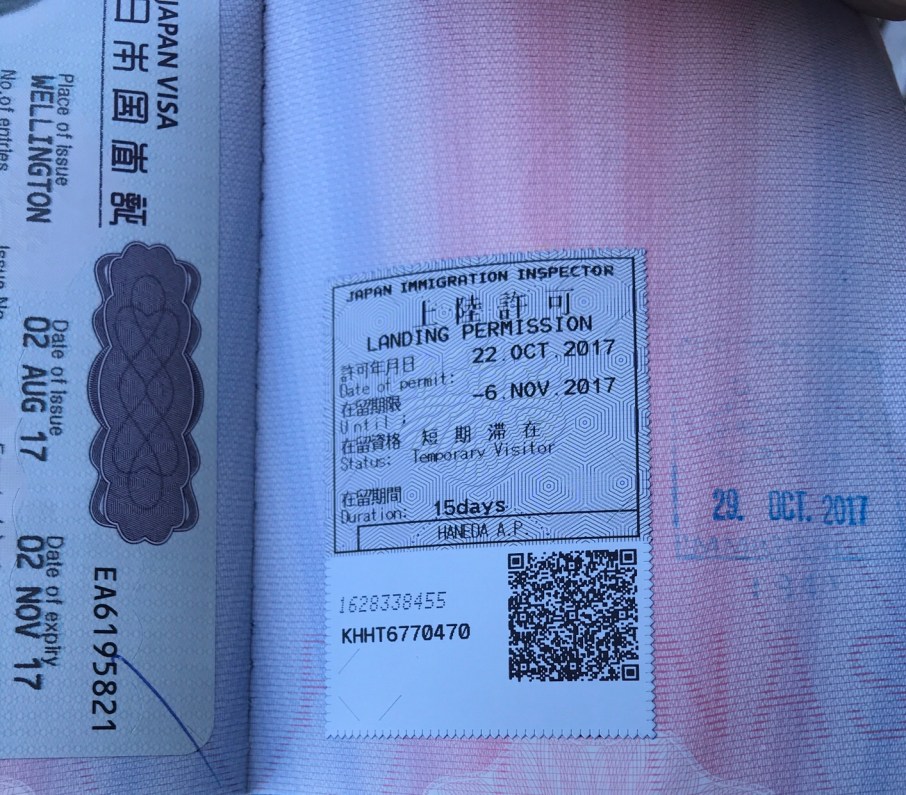 JAPAN VISA
日本国査証
Place of issue
WELLINGTON
No.of entries
Date of Issue
02 AUG 17
Date of expiry
02 NOV 17
EA6195821
JAPAN IMMIGRATION INSPECTOR
上陸許可
LANDING PERMISSION
許可年月日 22.OCT.2017
Date of permit:
在留期限 -6.NOV.2017
Until :
在留資格 短期滞在
Status: Temporary Visitor
在留期間
Duration: 15days
HANEDA A.P.
1628338455
KHHT6770470
29. OCT. 2017